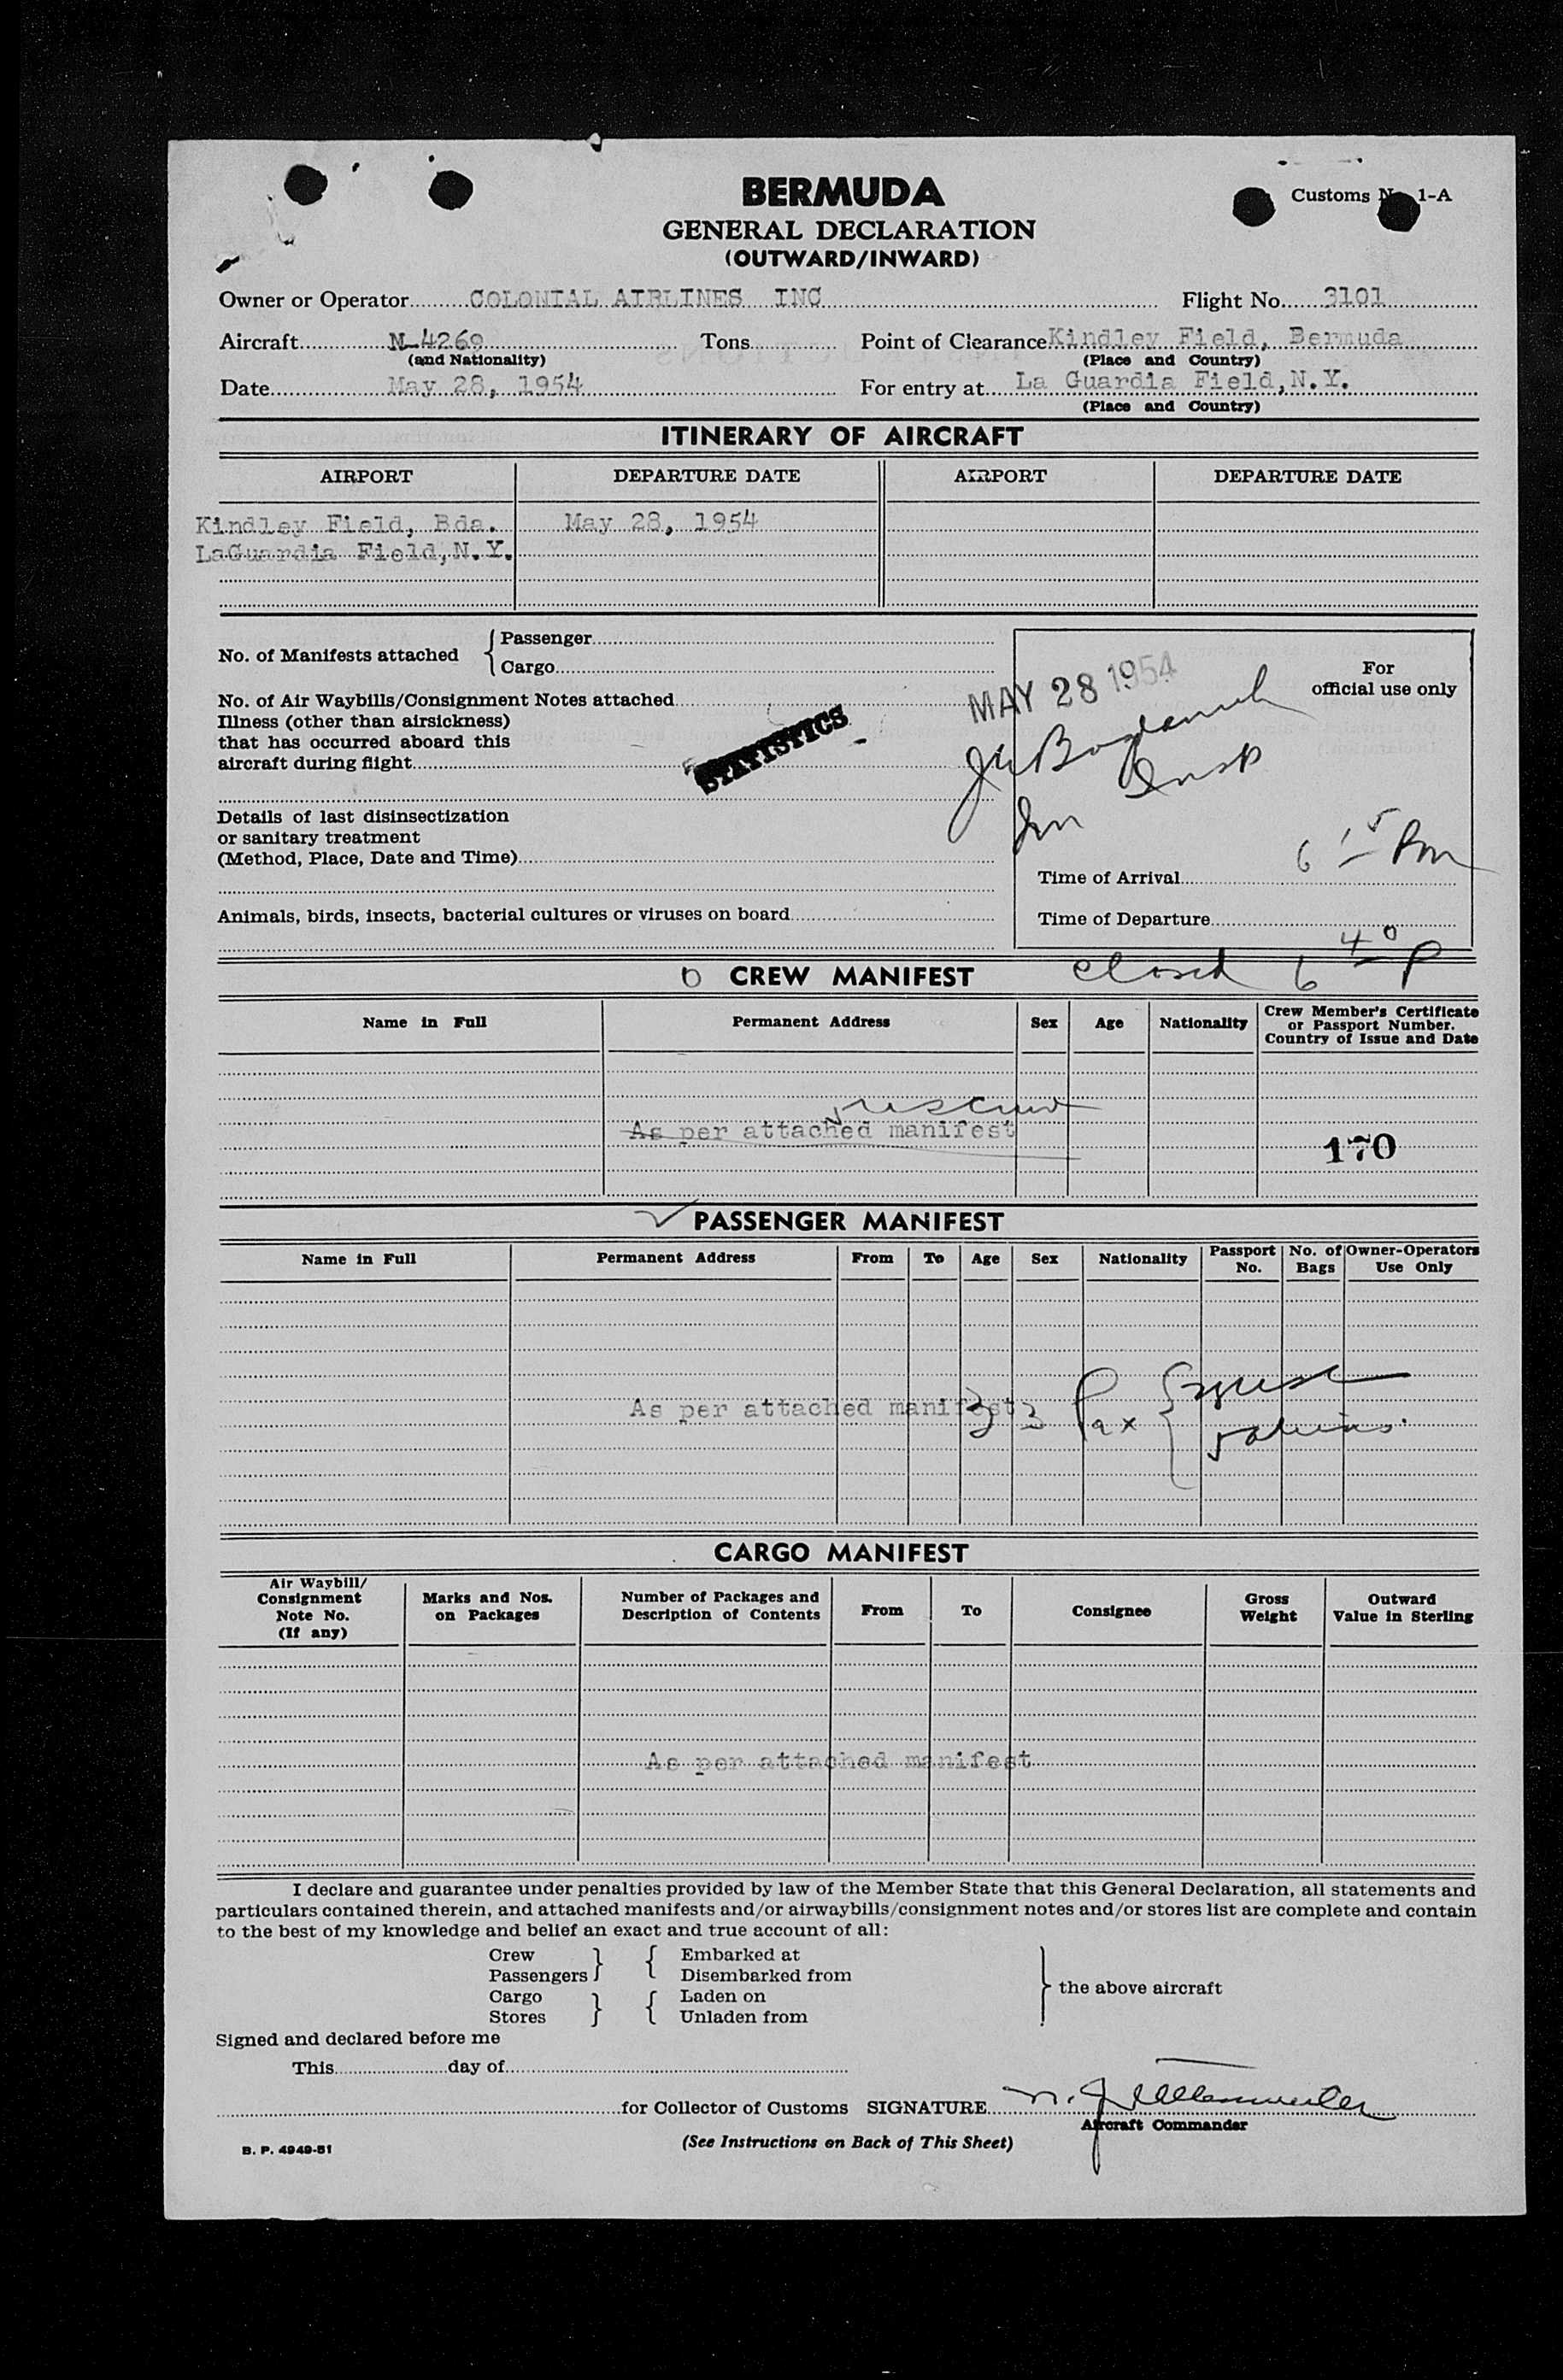 BERMUDA
Customs No 1-A
GENERAL DECLARATION
(OUTWARD/INWARD)
Owner or Operator COLONIAL AIRLINES INC Flight No. 3101
Aircraft N-4269 Tons Point of Clearance Kindley Field, Bermuda
(and Nationality) (Place and Country)
Date May 28, 1954 For entry at La Guardia Field, N.Y.
(Place and Country)
ITINERARY OF AIRCRAFT
AIRPORT DEPARTURE DATE AIRPORT DEPARTURE DATE
Kindley Field, Bda. May 28, 1954
LaGuardia Field, N.Y.
No. of Manifests attached { Passenger
Cargo
For
official use only
MAY 28 1954
No. of Air Waybills/Consignment Notes attached
Illness (other than airsickness)
that has occurred aboard this
aircraft during flight
STATISTICS
Insp
Details of last disinsectization
or sanitary treatment
(Method, Place, Date and Time)
Time of Arrival 6 15 Pm
Animals, birds, insects, bacterial cultures or viruses on board
Time of Departure
closed 6 40 P
0 CREW MANIFEST
Name in Full Permanent Address Sex Age Nationality Crew Member's Certificate
or Passport Number.
Country of Issue and Date
As per attached manifest
170
PASSENGER MANIFEST
Name in Full Permanent Address From To Age Sex Nationality Passport No. No. of Bags Owner-Operators Use Only
As per attached manifest 33 Pax {
CARGO MANIFEST
Air Waybill/
Consignment
Note No.
(If any)
Marks and Nos.
on Packages
Number of Packages and
Description of Contents
From To Consignee
Gross
Weight
Outward
Value in Sterling
As per attached manifest
I declare and guarantee under penalties provided by law of the Member State that this General Declaration, all statements and
particulars contained therein, and attached manifests and/or airwaybills/consignment notes and/or stores list are complete and contain
to the best of my knowledge and belief an exact and true account of all:
Crew } { Embarked at
Passengers Disembarked from
Cargo } { Laden on
Stores Unladen from
} the above aircraft
Signed and declared before me
This day of
for Collector of Customs SIGNATURE
Aircraft Commander
(See Instructions on Back of This Sheet)
B. P. 4949-51